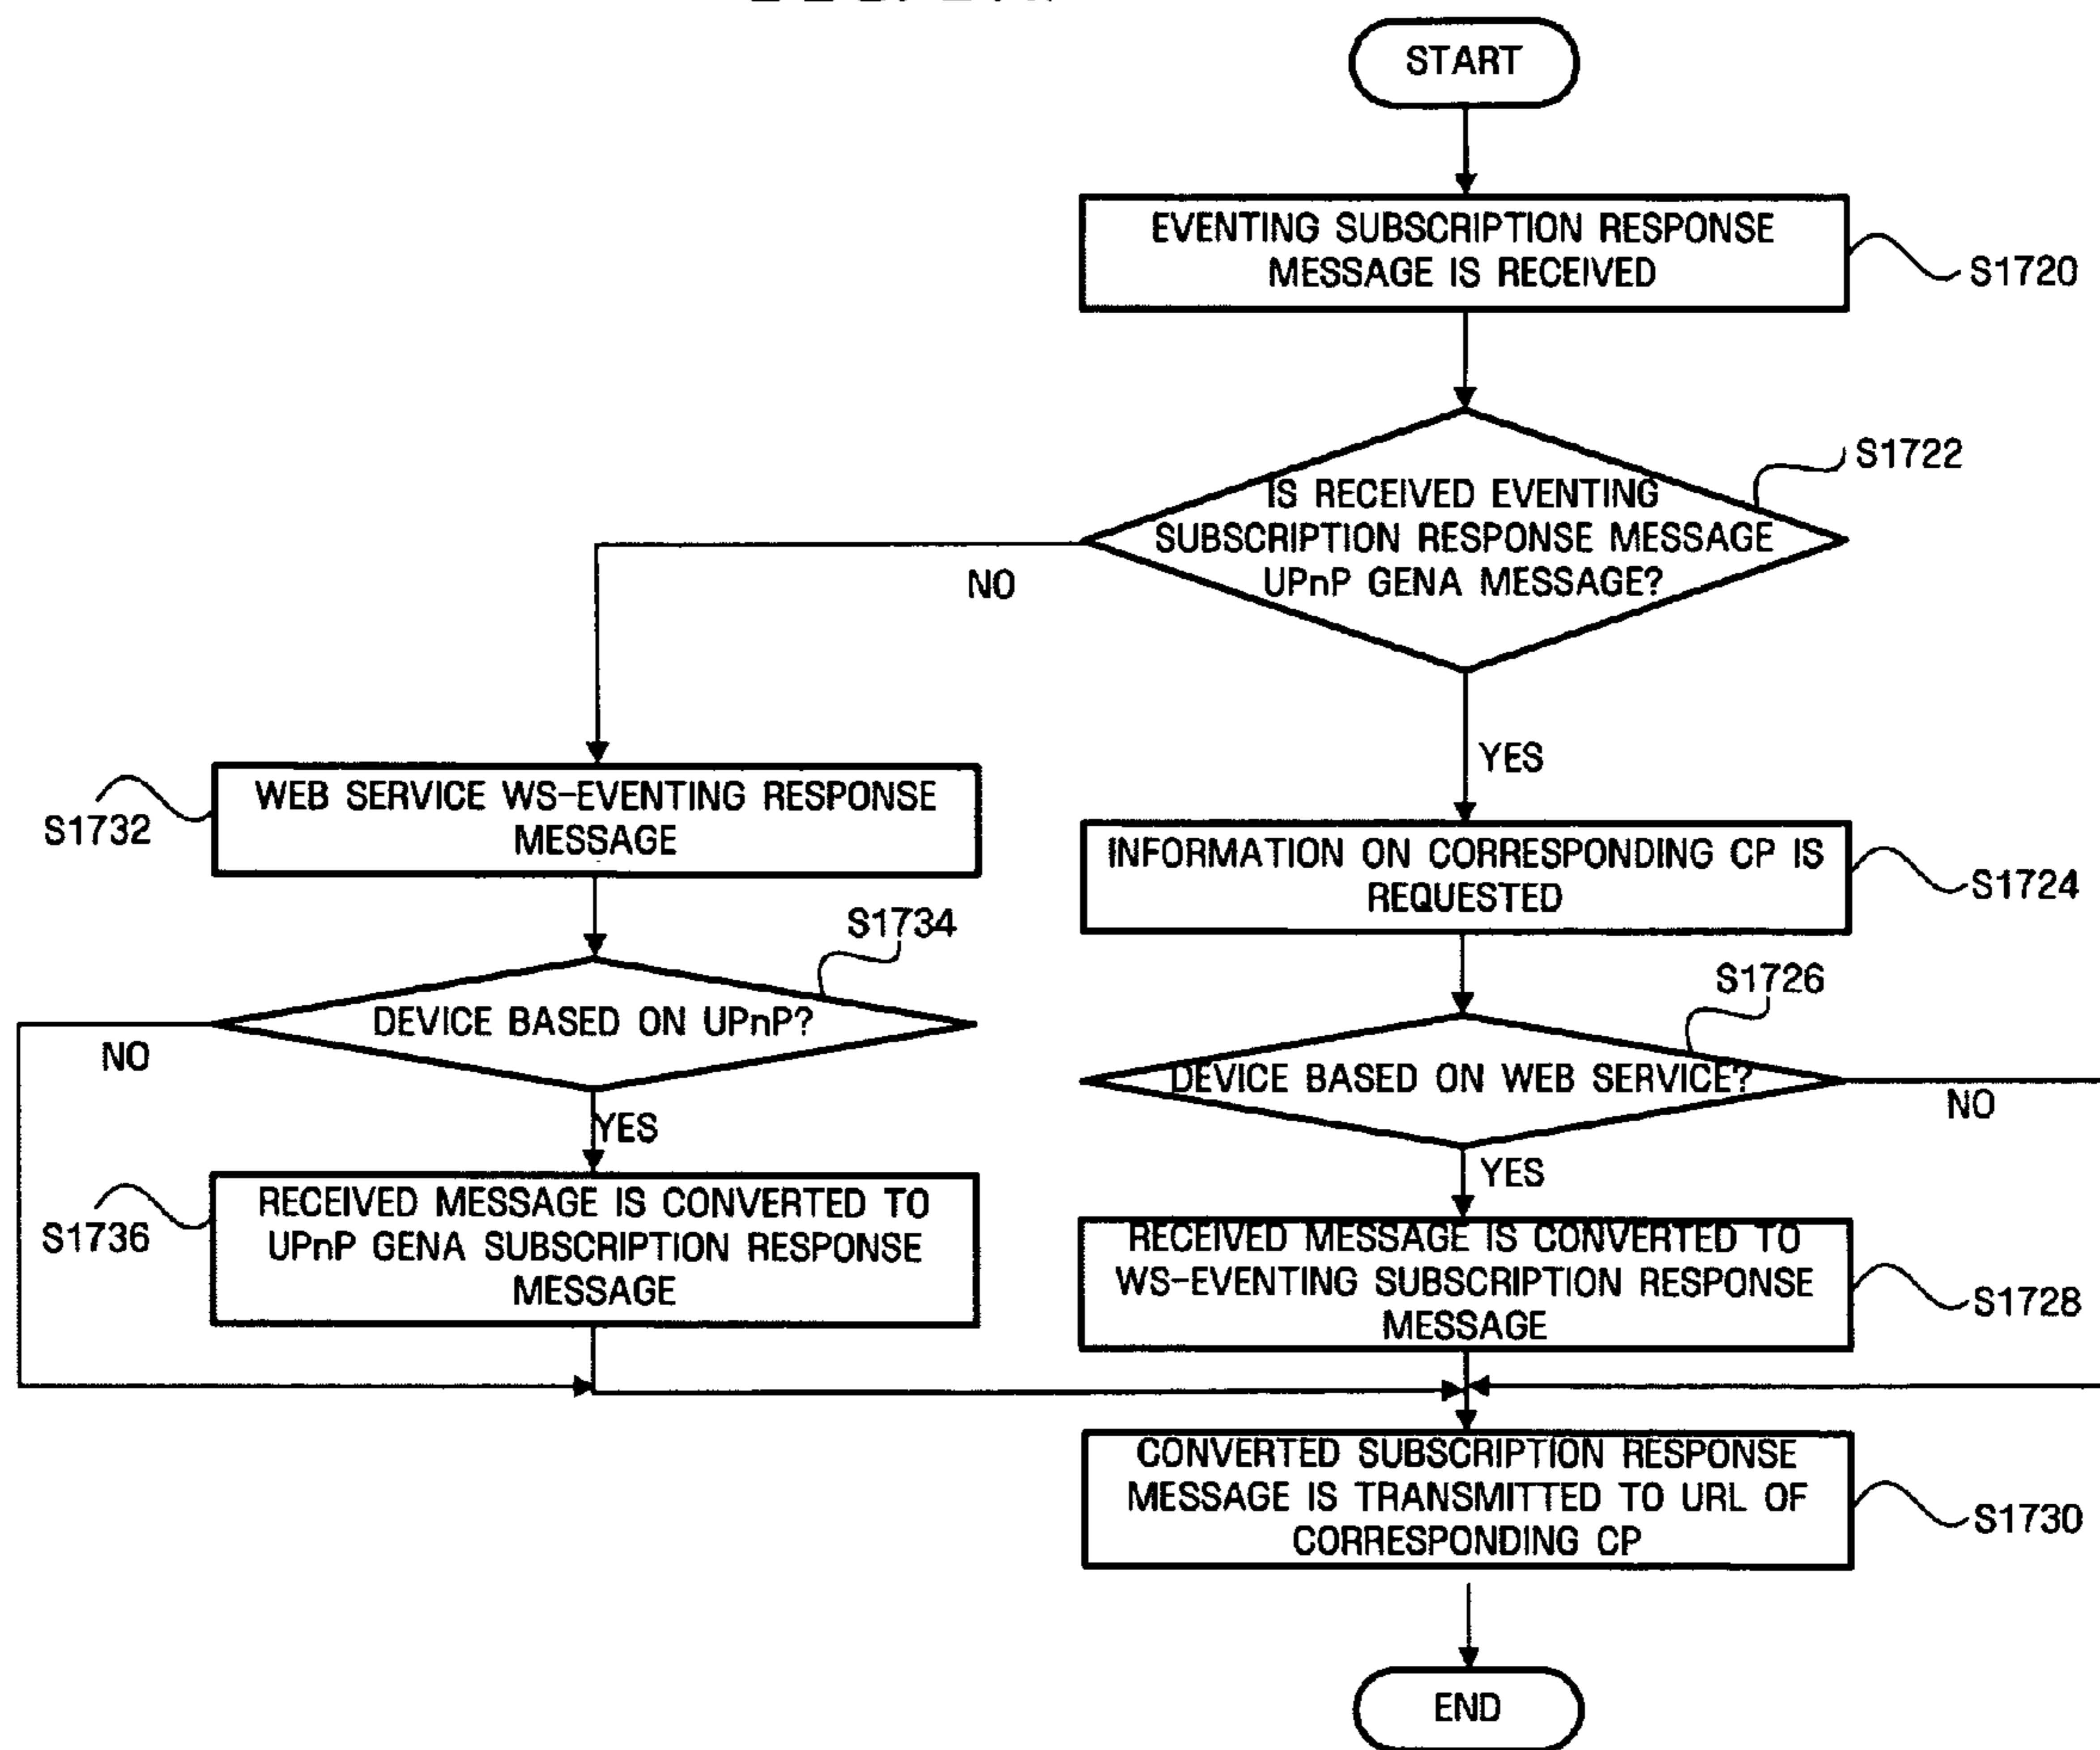 START
EVENTING SUBSCRIPTION RESPONSE
MESSAGE IS RECEIVED
S1720
S1722
IS RECEIVED EVENTING
SUBSCRIPTION RESPONSE MESSAGE
UPnP GENA MESSAGE?
NO
YES
WEB SERVICE WS-EVENTING RESPONSE
MESSAGE
S1732
INFORMATION ON CORRESPONDING CP IS
REQUESTED
S1724
S1734
DEVICE BASED ON UPnP?
NO
YES
S1726
DEVICE BASED ON WEB SERVICE?
NO
YES
RECEIVED MESSAGE IS CONVERTED TO
UPnP GENA SUBSCRIPTION RESPONSE
MESSAGE
S1736
RECEIVED MESSAGE IS CONVERTED TO
WS-EVENTING SUBSCRIPTION RESPONSE
MESSAGE
S1728
CONVERTED SUBSCRIPTION RESPONSE
MESSAGE IS TRANSMITTED TO URL OF
CORRESPONDING CP
S1730
END